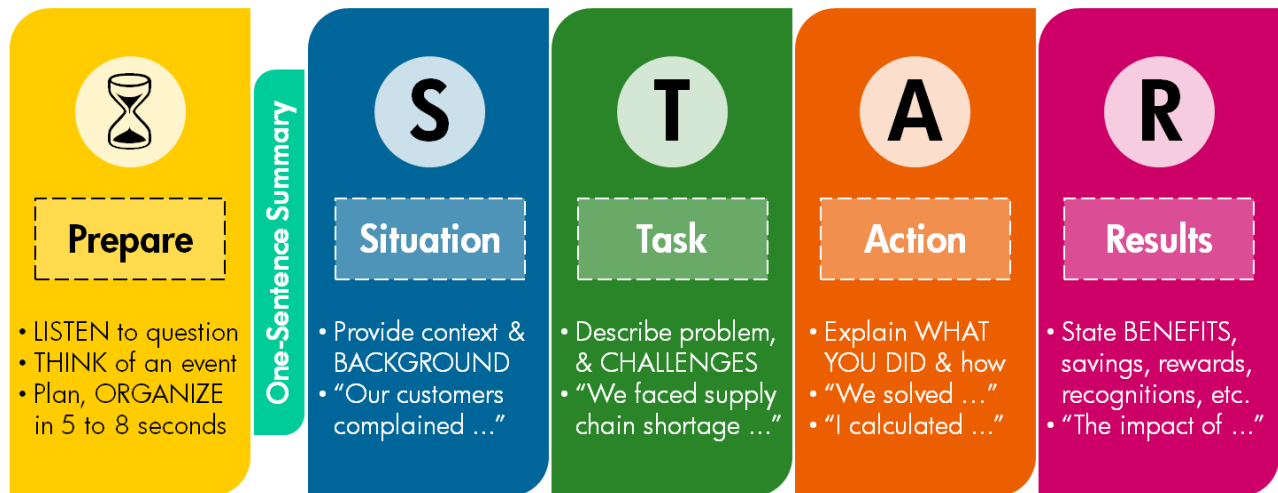 Prepare
• LISTEN to question
• THINK of an event
• Plan, ORGANIZE
in 5 to 8 seconds
One-Sentence Summary
S
Situation
• Provide context &
BACKGROUND
• “Our customers
complained ...”
T
Task
• Describe problem,
& CHALLENGES
• “We faced supply
chain shortage ...”
A
Action
• Explain WHAT
YOU DID & how
• “We solved ...”
• “I calculated ...”
R
Results
• State BENEFITS,
savings, rewards,
recognitions, etc.
• “The impact of ...”